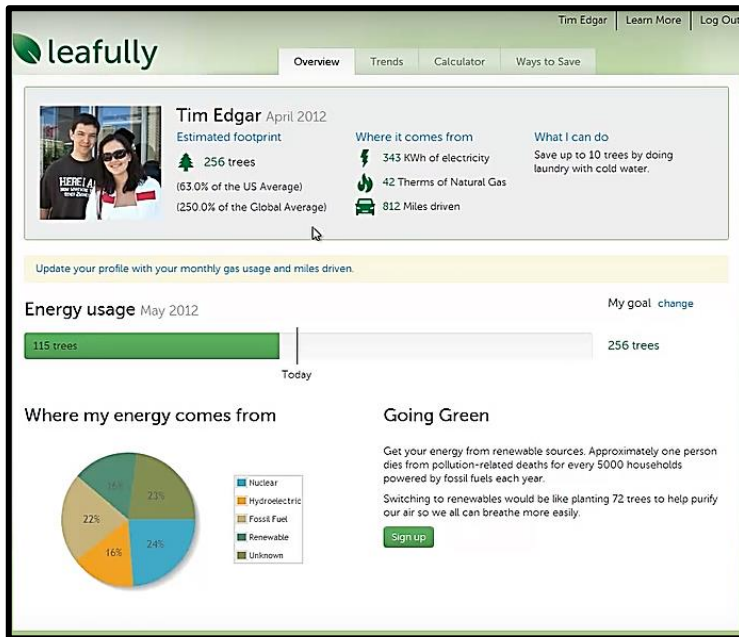 Tim Edgar Learn More Log Out
leafully
Overview Trends Calculator Ways to Save
Tim Edgar April 2012
Estimated footprint
256 trees
(63.0% of the US Average)
(250.0% of the Global Average)
Where it comes from
343 KWh of electricity
42 Therms of Natural Gas
812 Miles driven
What I can do
Save up to 10 trees by doing
laundry with cold water.
Update your profile with your monthly gas usage and miles driven.
Energy usage May 2012
My goal change
115 trees
256 trees
Today
Where my energy comes from
16%
23%
22%
16%
24%
Nuclear
Hydroelectric
Fossil Fuel
Renewable
Unknown
Going Green
Get your energy from renewable sources. Approximately one person
dies from pollution-related deaths for every 5000 households
powered by fossil fuels each year.
Switching to renewables would be like planting 72 trees to help purify
our air so we all can breathe more easily.
Sign up